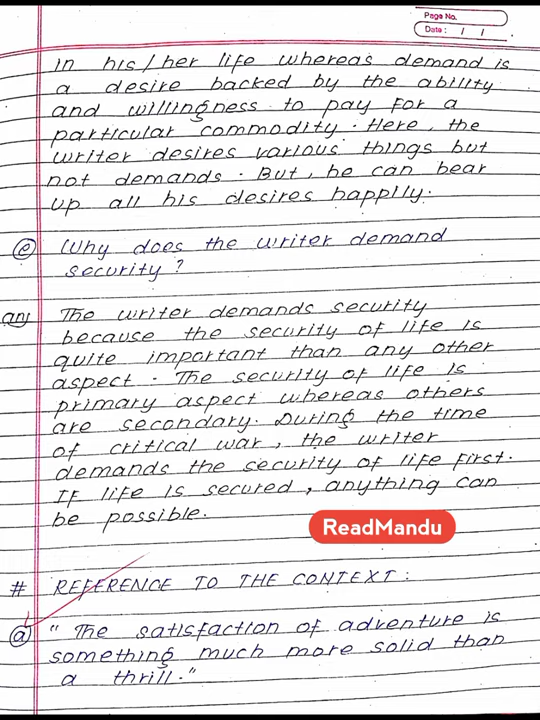 Page No.
Date : / /
in his/her life whereas demand is
a desire backed by the ability
and willingness to pay for a
particular commodity. Here, the
writer desires various things but
not demands. But, he can bear
up all his desires happily.
(e) Why does the writer demand
security?
ans The writer demands security
because the security of life is
quite important than any other
aspect. The security of life is
primary aspect whereas others
are secondary. During the time
of critical war, the writer
demands the security of life first.
If life is secured, anything can
be possible.
ReadMandu
# REFERENCE TO THE CONTEXT:
(a) "The satisfaction of adventure is
something much more solid than
a thrill."